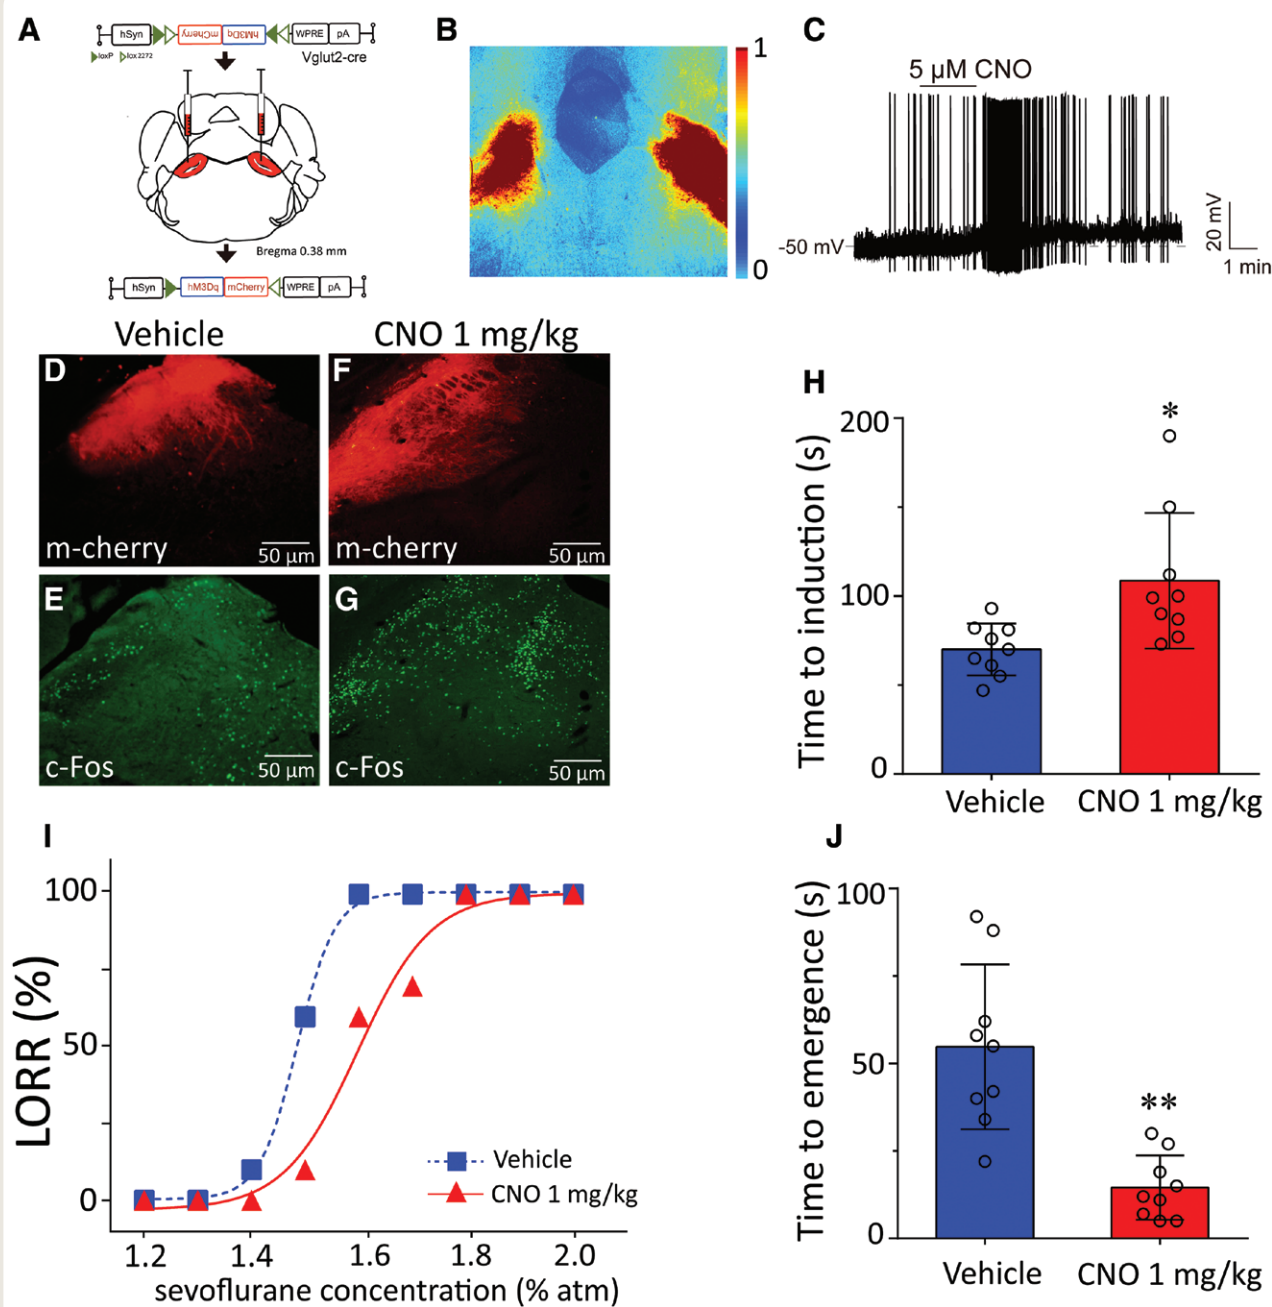 A
hSyn mCherry hM3Dq WPRE pA
loxP lox2272 Vglut2-cre
Bregma 0.38 mm
hSyn hM3Dq mCherry WPRE pA
B
1
0
C
5 μM CNO
-50 mV
20 mV
1 min
Vehicle CNO 1 mg/kg
D
m-cherry 50 μm
F
m-cherry 50 μm
E
c-Fos 50 μm
G
c-Fos 50 μm
H
Time to induction (s)
200
*
100
0
Vehicle CNO 1 mg/kg
I
LORR (%)
100
50
0
Vehicle
CNO 1 mg/kg
1.2 1.4 1.6 1.8 2.0
sevoflurane concentration (% atm)
J
Time to emergence (s)
100
50
**
0
Vehicle CNO 1 mg/kg